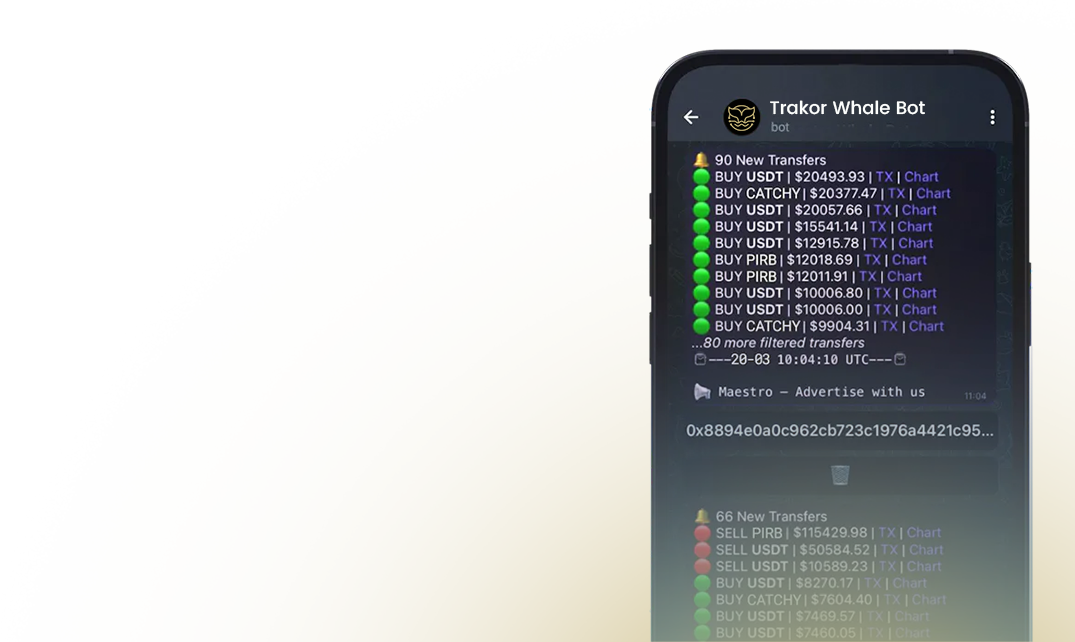 Trakor Whale Bot
bot
90 New Transfers
BUY USDT | $20493.93 | TX | Chart
BUY CATCHY | $20377.47 | TX | Chart
BUY USDT | $20057.66 | TX | Chart
BUY USDT | $15541.14 | TX | Chart
BUY USDT | $12915.78 | TX | Chart
BUY PIRB | $12018.69 | TX | Chart
BUY PIRB | $12011.91 | TX | Chart
BUY USDT | $10006.80 | TX | Chart
BUY USDT | $10006.00 | TX | Chart
BUY CATCHY | $9904.31 | TX | Chart
...80 more filtered transfers
---20-03 10:04:10 UTC---
Maestro – Advertise with us
11:04
0x8894e0a0c962cb723c1976a4421c95...
66 New Transfers
SELL PIRB | $115429.98 | TX | Chart
SELL USDT | $50584.52 | TX | Chart
SELL USDT | $10589.23 | TX | Chart
BUY USDT | $8270.17 | TX | Chart
BUY CATCHY | $7604.40 | TX | Chart
BUY USDT | $7469.57 | TX | Chart
BUY USDT | $7460.05 | TX | Chart